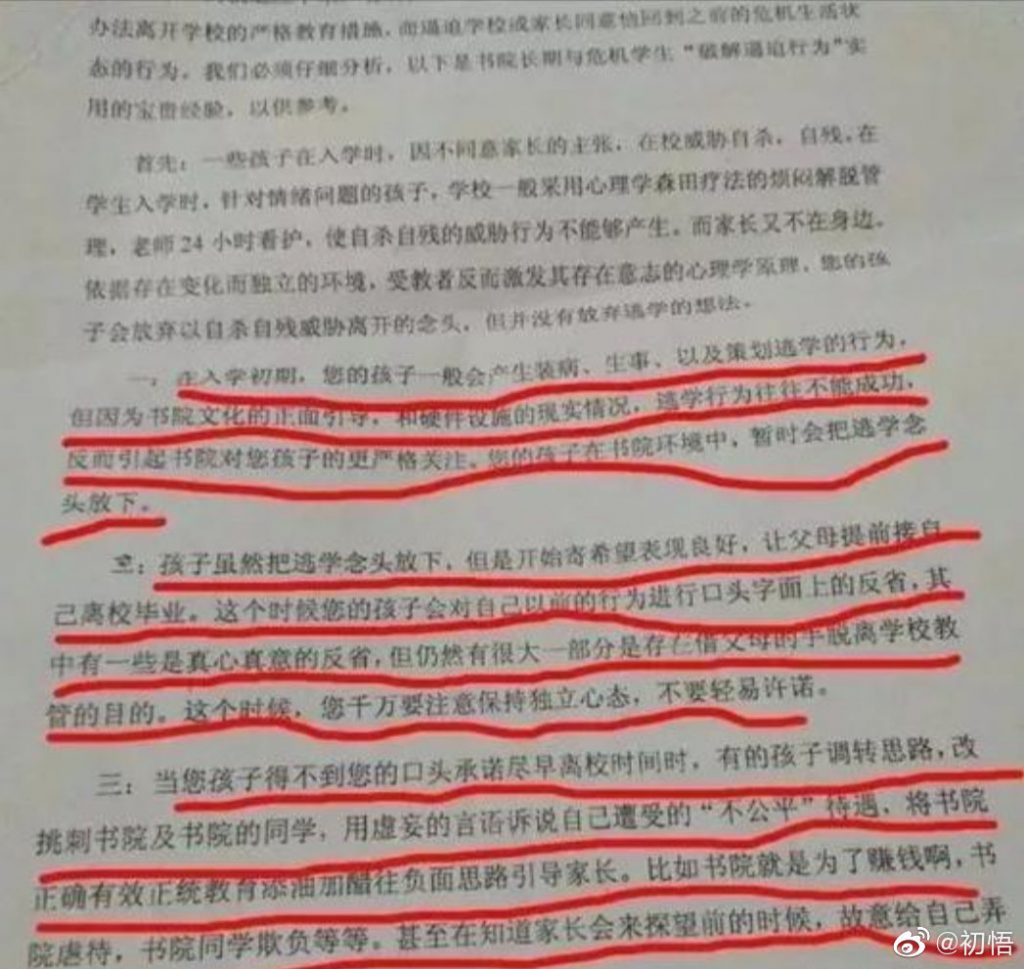 办法离开学校的严格教育措施，而逼迫学校或家长同意他回到之前的危机生活状
态的行为。我们必须仔细分析，以下是书院长期与危机学生“破解逼迫行为”实
用的宝贵经验，以供参考。
首先：一些孩子在入学时，因不同意家长的主张，在校威胁自杀，自残，在
学生入学时，针对情绪问题的孩子，学校一般采用心理学森田疗法的烦闷解脱管
理，老师24小时看护，使自杀自残的威胁行为不能够产生。而家长又不在身边。
依据存在变化而独立的环境，受教者反而激发其存在意志的心理学原理，您的孩
子会放弃以自杀自残威胁离开的念头，但并没有放弃逃学的想法。
一，在入学初期，您的孩子一般会产生装病、生事、以及策划逃学的行为，
但因为书院文化的正面引导，和硬件设施的现实情况，逃学行为往往不能成功，
反而引起书院对您孩子的更严格关注。您的孩子在书院环境中，暂时会把逃学念
头放下。
二：孩子虽然把逃学念头放下，但是开始寄希望表现良好，让父母提前接自
己离校毕业。这个时候您的孩子会对自己以前的行为进行口头字面上的反省，其
中有一些是真心真意的反省，但仍然有很大一部分是存在借父母的手脱离学校教
管的目的。这个时候，您千万要注意保持独立心态，不要轻易许诺。
三：当您孩子得不到您的口头承诺尽早离校时间时，有的孩子调转思路，改
挑刺书院及书院的同学，用虚妄的言语诉说自己遭受的“不公平”待遇，将书院
正确有效正统教育添油加醋往负面思路引导家长。比如书院就是为了赚钱啊，书
院虐待，书院同学欺负等等。甚至在知道家长会来探望前的时候，故意给自己弄
@初悟